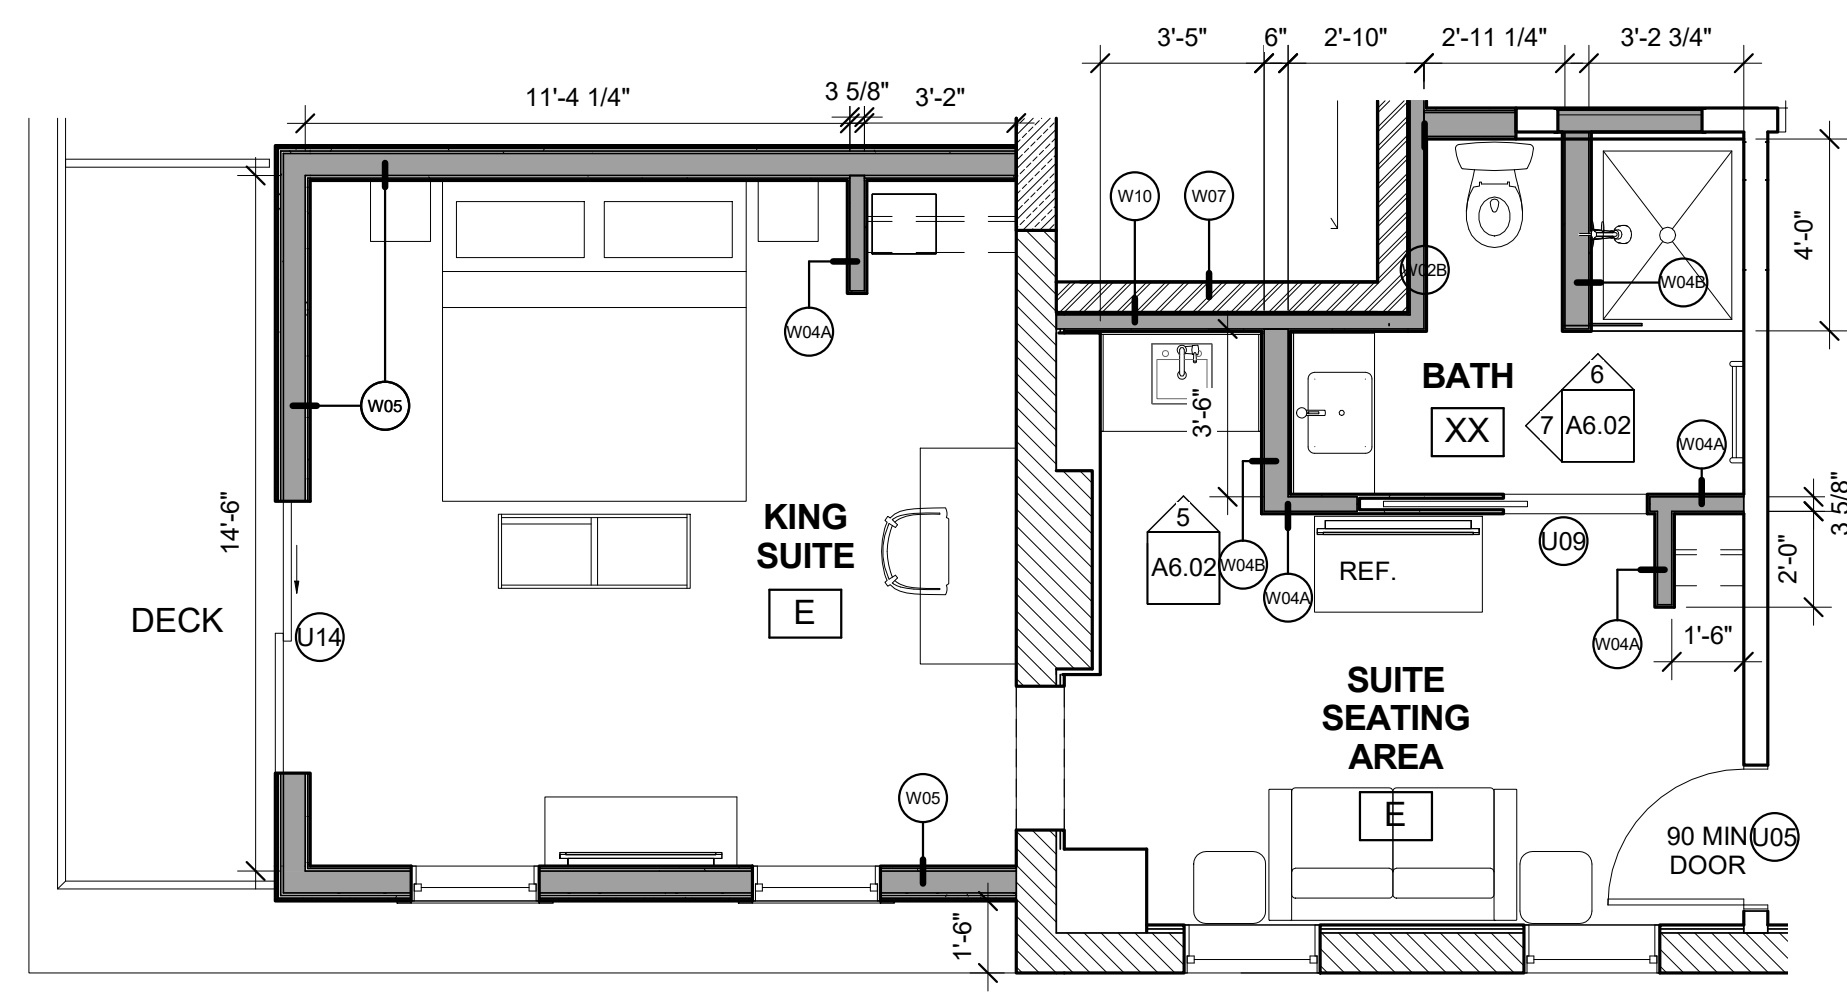 3'-5"
6"
2'-10"
2'-11 1/4"
3'-2 3/4"
11'-4 1/4"
3 5/8"
3'-2"
W10
W07
W02B
4'-0"
W04B
W04A
W05
3'-6"
BATH
XX
6
7
A6.02
W04A
3 5/8"
14'-6"
KING
SUITE
E
5
A6.02
W04B
W04A
REF.
U09
2'-0"
W04A
1'-6"
DECK
U14
SUITE
SEATING
AREA
E
W05
90 MIN
DOOR
U05
1'-6"